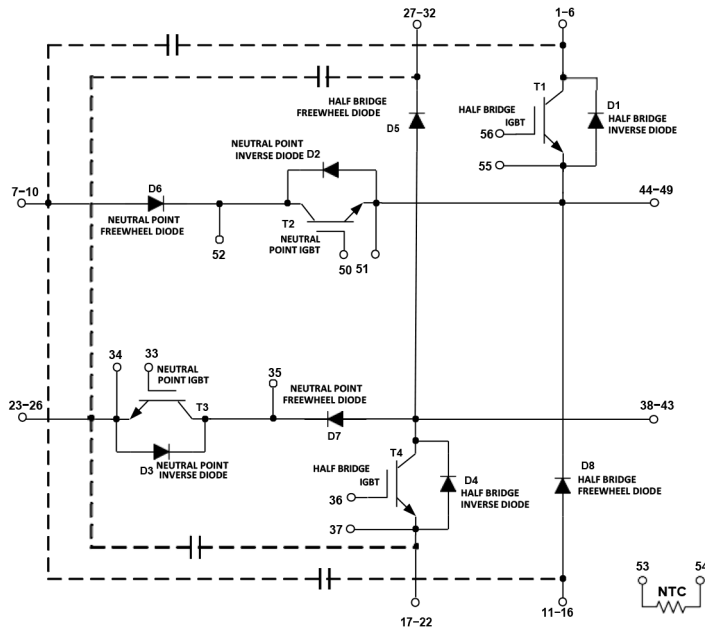 27-32
1-6
T1
D1
HALF BRIDGE
INVERSE DIODE
HALF BRIDGE
IGBT
56
55
HALF BRIDGE
FREEWHEEL DIODE
D5
NEUTRAL POINT
INVERSE DIODE
D2
7-10
D6
NEUTRAL POINT
FREEWHEEL DIODE
52
T2
NEUTRAL
POINT IGBT
50
51
44-49
34
33
NEUTRAL
POINT IGBT
35
NEUTRAL POINT
FREEWHEEL DIODE
23-26
T3
D7
38-43
D3
NEUTRAL POINT
INVERSE DIODE
T4
HALF BRIDGE
IGBT
36
37
D4
HALF BRIDGE
INVERSE DIODE
D8
HALF BRIDGE
FREEWHEEL DIODE
17-22
11-16
53
54
NTC